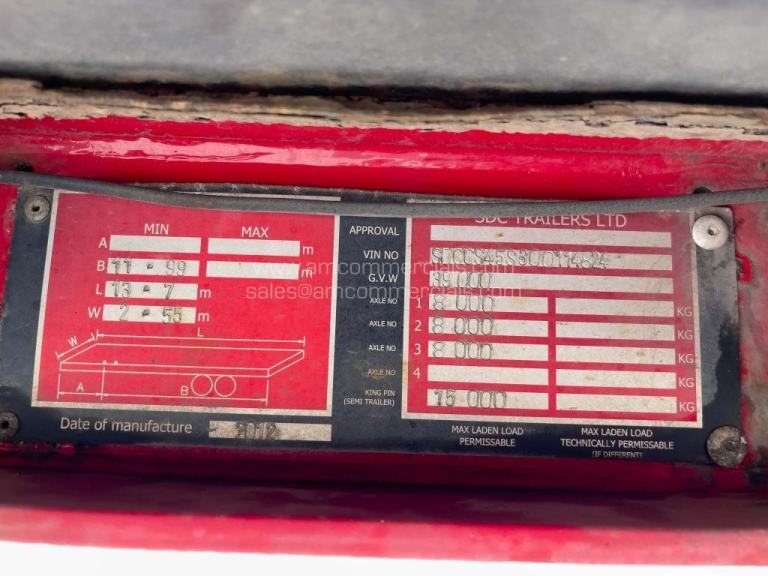 SDC TRAILERS LTD
MIN MAX
A m
B 11-99 m
L 13-7 m
W 2-55 m
W
L
A B
Date of manufacture 2012
APPROVAL
VIN NO
G.V.W 39000
AXLE NO 1 8 000 KG
AXLE NO 2 8 000 KG
AXLE NO 3 8 000 KG
AXLE NO 4 KG
KING PIN
(SEMI TRAILER) 15 000 KG
MAX LADEN LOAD
PERMISSABLE
MAX LADEN LOAD
TECHNICALLY PERMISSABLE
(IF DIFFERENT)
www.amcommercials.com
sales@amcommercials.com